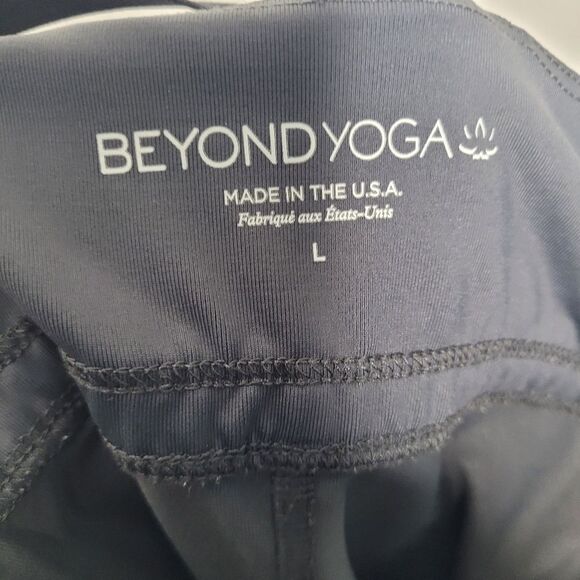 BEYOND YOGA
MADE IN THE U.S.A.
Fabriqué aux États-Unis
L